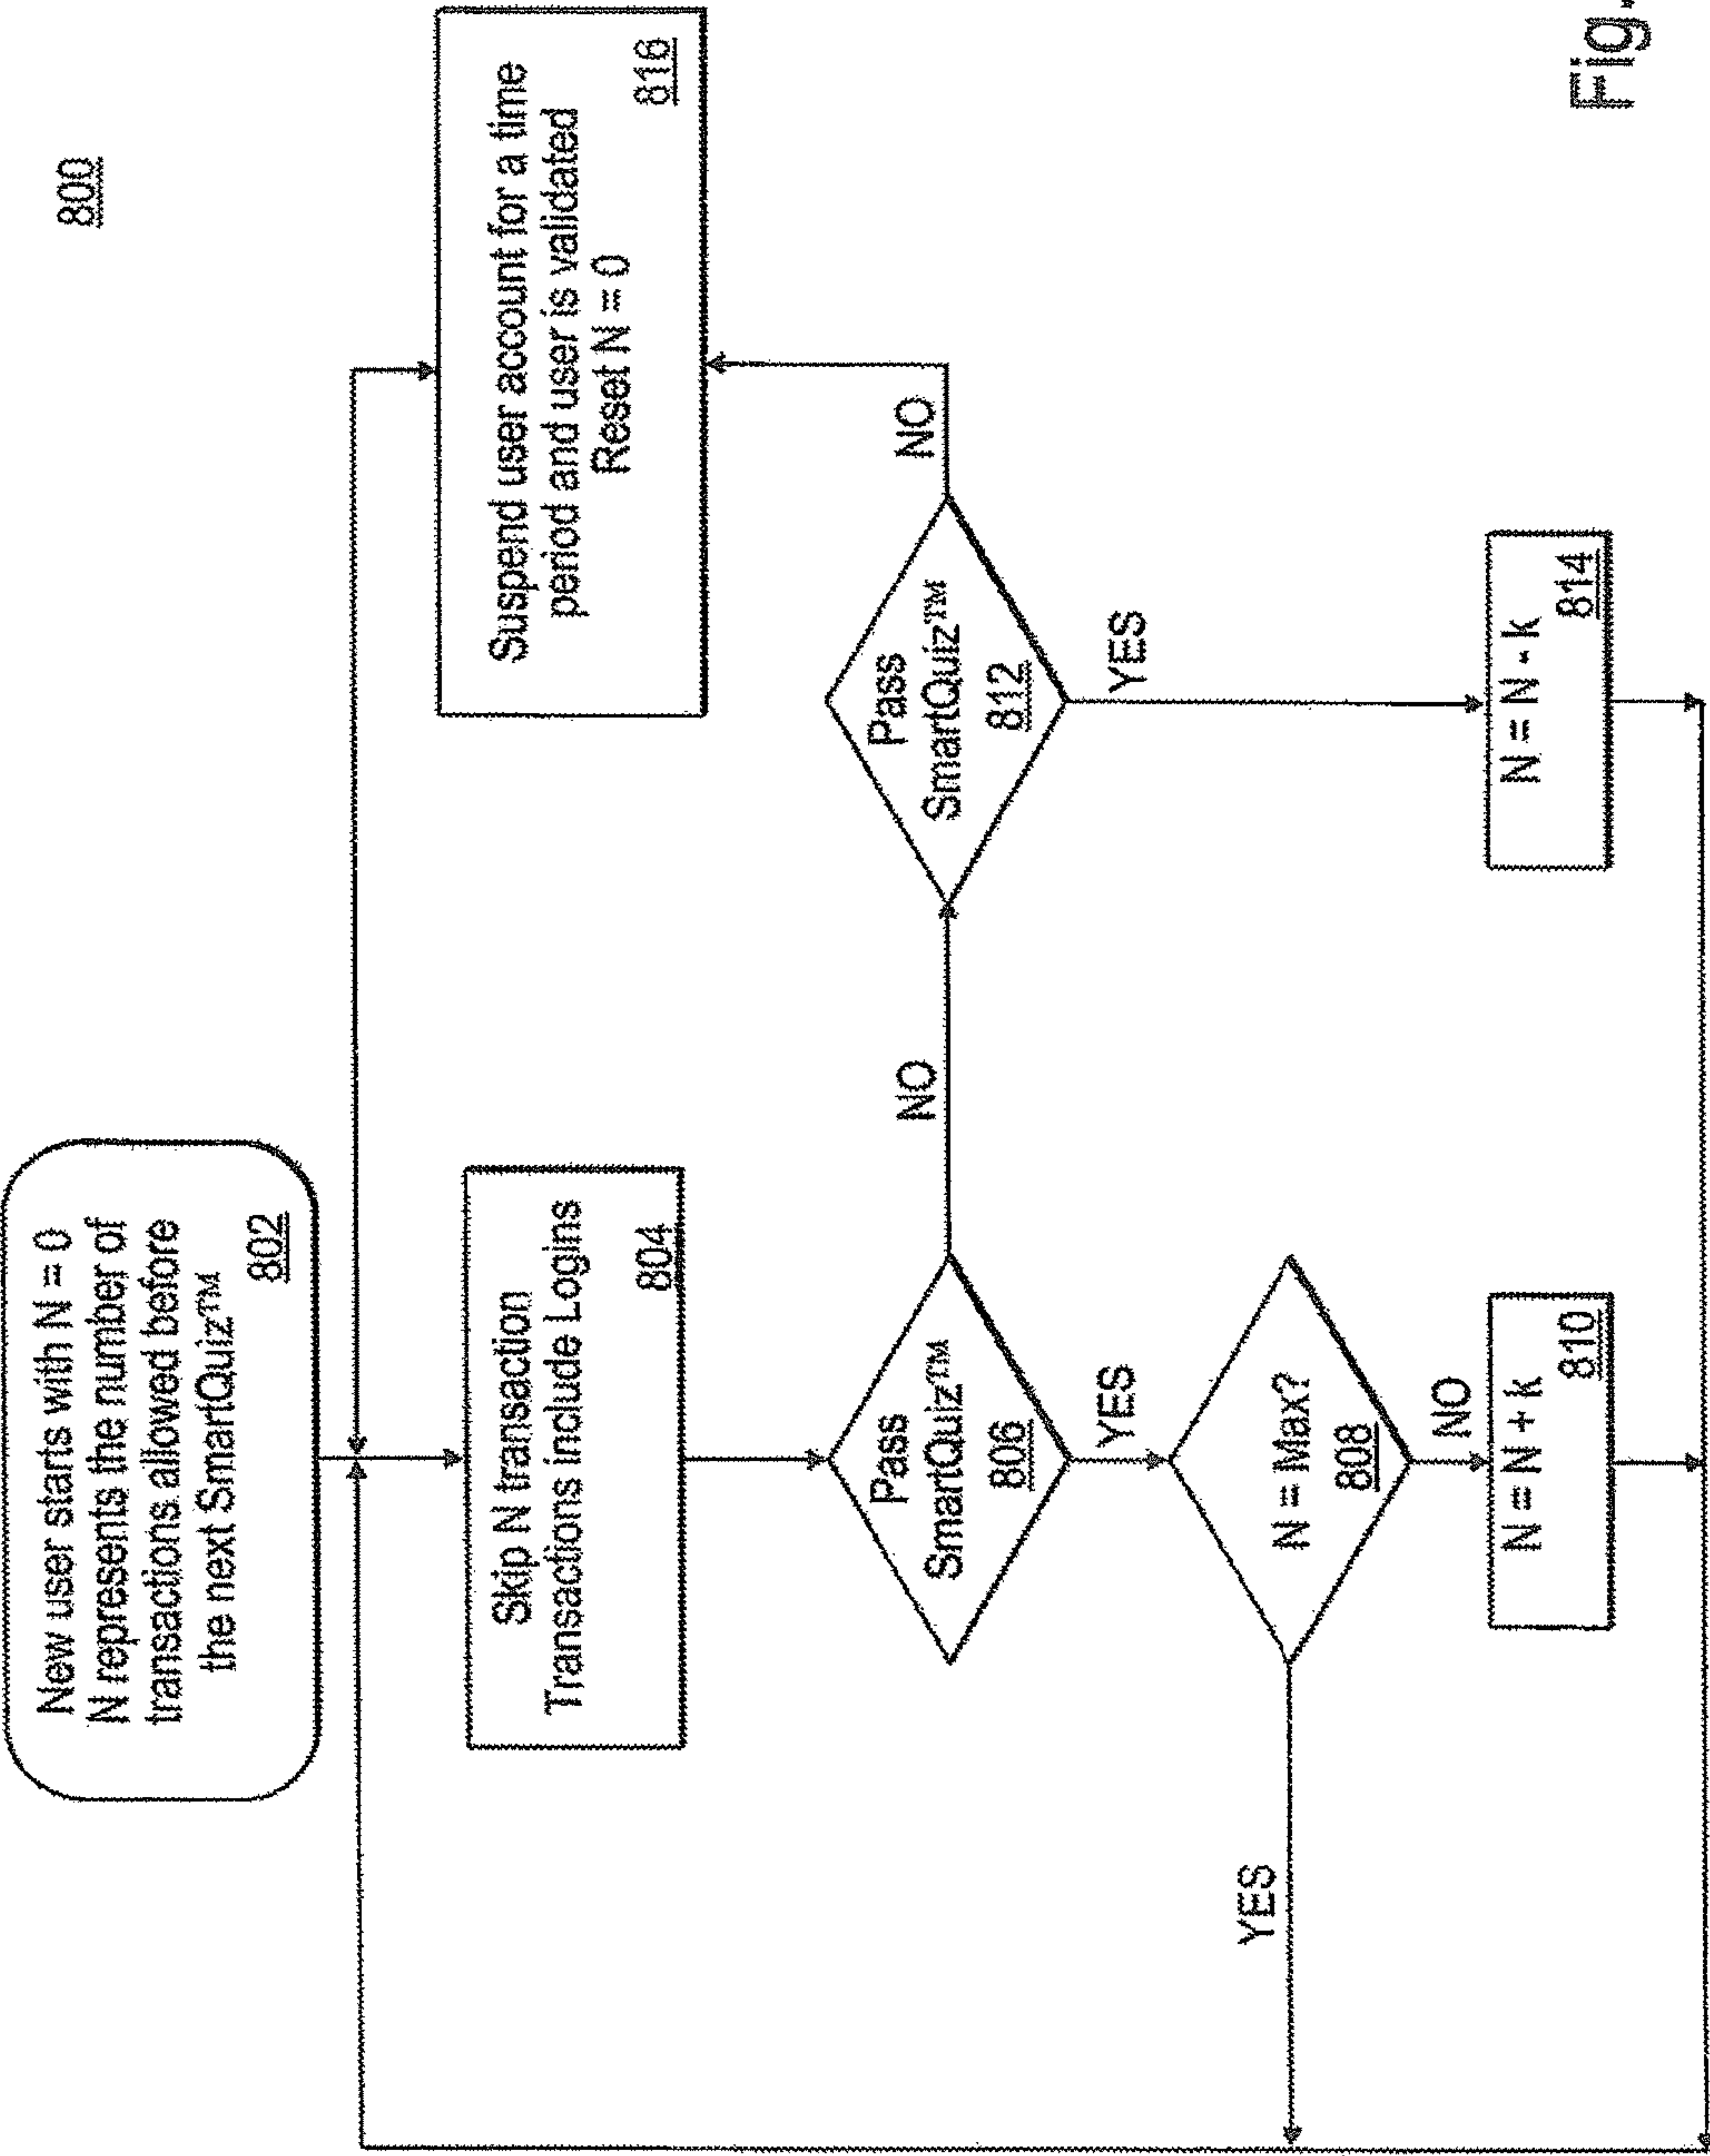 800
New user starts with N = 0
N represents the number of
transactions allowed before
the next SmartQuiz™
802
Skip N transaction
Transactions include Logins
804
Suspend user account for a time
period and user is validated
Reset N = 0
816
Pass
SmartQuiz™
806
NO
Pass
SmartQuiz™
812
NO
YES
YES
N = Max?
808
YES
NO
N = N + k
810
N = N - k
814
Fig.